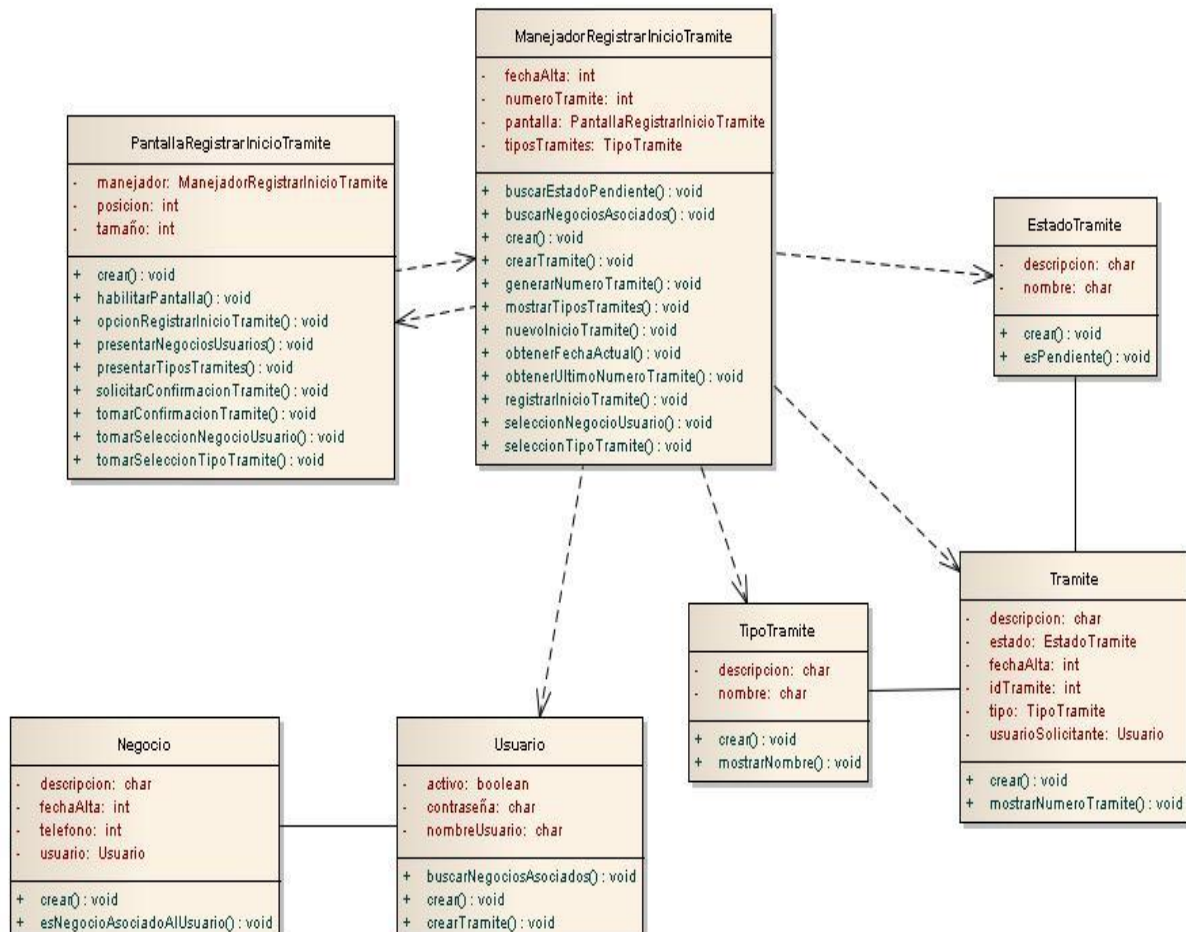 ManejadorRegistrarInicioTramite
- fechaAlta: int
- numeroTramite: int
- pantalla: PantallaRegistrarInicioTramite
- tiposTramites: TipoTramite
+ buscarEstadoPendiente() : void
+ buscarNegociosAsociados() : void
+ crear() : void
+ crearTramite() : void
+ generarNumeroTramite() : void
+ mostrarTiposTramites() : void
+ nuevoInicioTramite() : void
+ obtenerFechaActual() : void
+ obtenerUltimoNumeroTramite() : void
+ registrarInicioTramite() : void
+ seleccionNegocioUsuario() : void
+ seleccionTipoTramite() : void
PantallaRegistrarInicioTramite
- manejador: ManejadorRegistrarInicioTramite
- posicion: int
- tamaño: int
+ crear() : void
+ habilitarPantalla() : void
+ opcionRegistrarInicioTramite() : void
+ presentarNegociosUsuarios() : void
+ presentarTiposTramites() : void
+ solicitarConfirmacionTramite() : void
+ tomarConfirmacionTramite() : void
+ tomarSeleccionNegocioUsuario() : void
+ tomarSeleccionTipoTramite() : void
EstadoTramite
- descripcion: char
- nombre: char
+ crear() : void
+ esPendiente() : void
Tramite
- descripcion: char
- estado: EstadoTramite
- fechaAlta: int
- idTramite: int
- tipo: TipoTramite
- usuarioSolicitante: Usuario
+ crear() : void
+ mostrarNumeroTramite() : void
TipoTramite
- descripcion: char
- nombre: char
+ crear() : void
+ mostrarNombre() : void
Negocio
- descripcion: char
- fechaAlta: int
- telefono: int
- usuario: Usuario
+ crear() : void
+ esNegocioAsociadoAlUsuario() : void
Usuario
- activo: boolean
- contraseña: char
- nombreUsuario: char
+ buscarNegociosAsociados() : void
+ crear() : void
+ crearTramite() : void